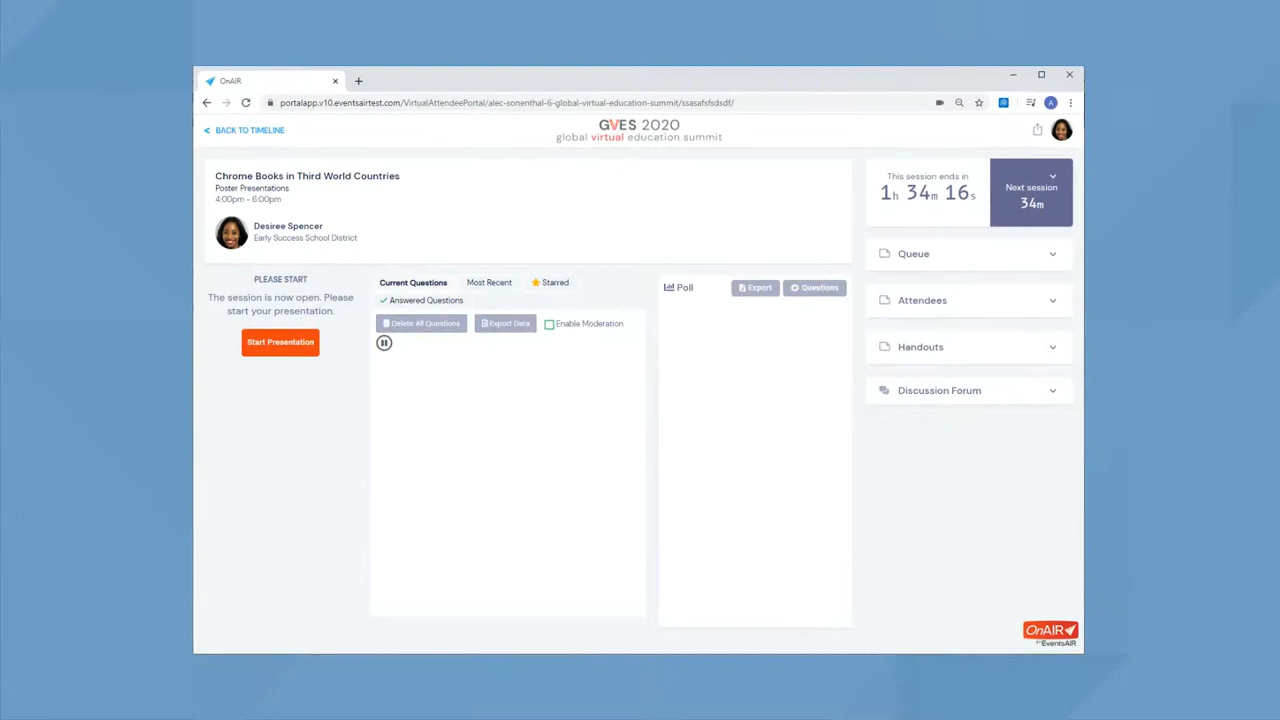 OnAIR
portalapp.v10.eventsairtest.com/VirtualAttendeePortal/alec-sonenthal-6-global-virtual-education-summit/ssasafsfsdsdf/
A
< BACK TO TIMELINE
GVES 2020
global virtual education summit
Chrome Books in Third World Countries
Poster Presentations
4:00pm - 6:00pm
Desiree Spencer
Early Success School District
This session ends in
1h 34m 16s
Next session
34m
Queue
Attendees
Handouts
Discussion Forum
PLEASE START
The session is now open. Please
start your presentation.
Start Presentation
Current Questions Most Recent Starred
Answered Questions
Delete All Questions Export Data Enable Moderation
Poll Export Questions
OnAIR
by EventsAIR